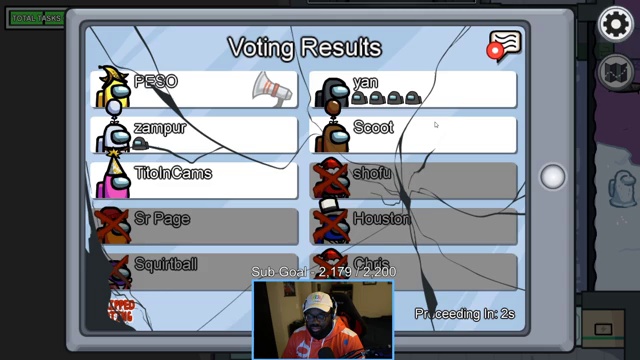 TOTAL TASKS
Voting Results
PESO
yan
zampur
Scoot
TitoInCams
shofu
Sr Page
Houston
Squirtball
Chris
Sub-Goal - 2,179 / 2,200
Proceeding In: 2s